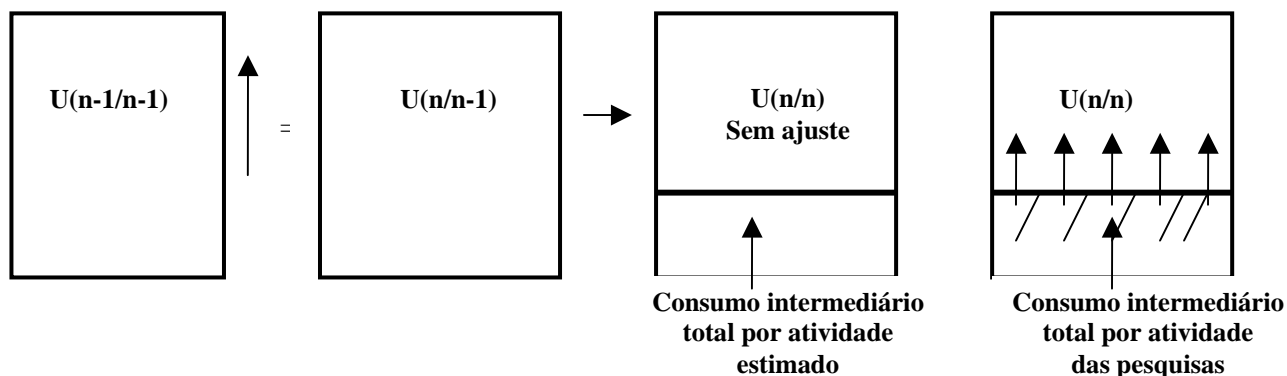 U(n-1/n-1)
=
U(n/n-1)
U(n/n)
Sem ajuste
U(n/n)
Consumo intermediário
total por atividade
estimado
Consumo intermediário
total por atividade
das pesquisas